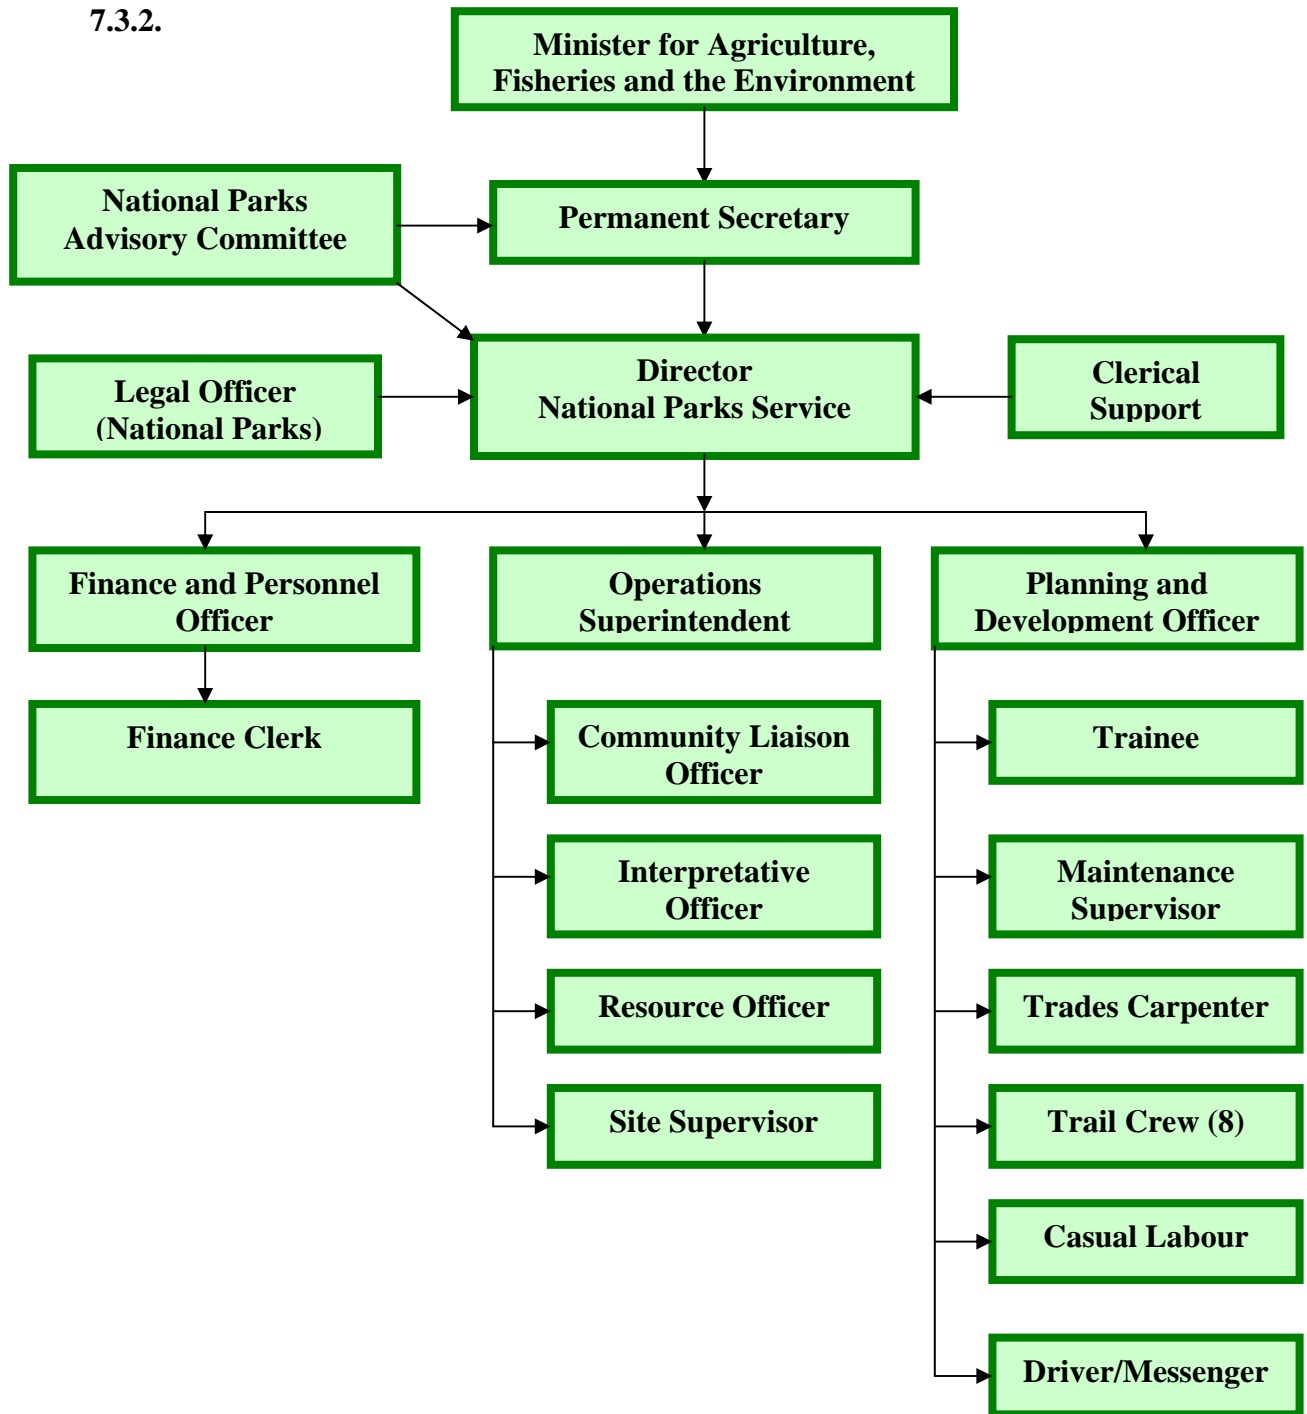 7.3.2.
Minister for Agriculture,
Fisheries and the Environment
National Parks
Advisory Committee
Permanent Secretary
Legal Officer
(National Parks)
Director
National Parks Service
Clerical
Support
Finance and Personnel
Officer
Operations
Superintendent
Planning and
Development Officer
Finance Clerk
Community Liaison
Officer
Trainee
Interpretative
Officer
Maintenance
Supervisor
Resource Officer
Trades Carpenter
Site Supervisor
Trail Crew (8)
Casual Labour
Driver/Messenger